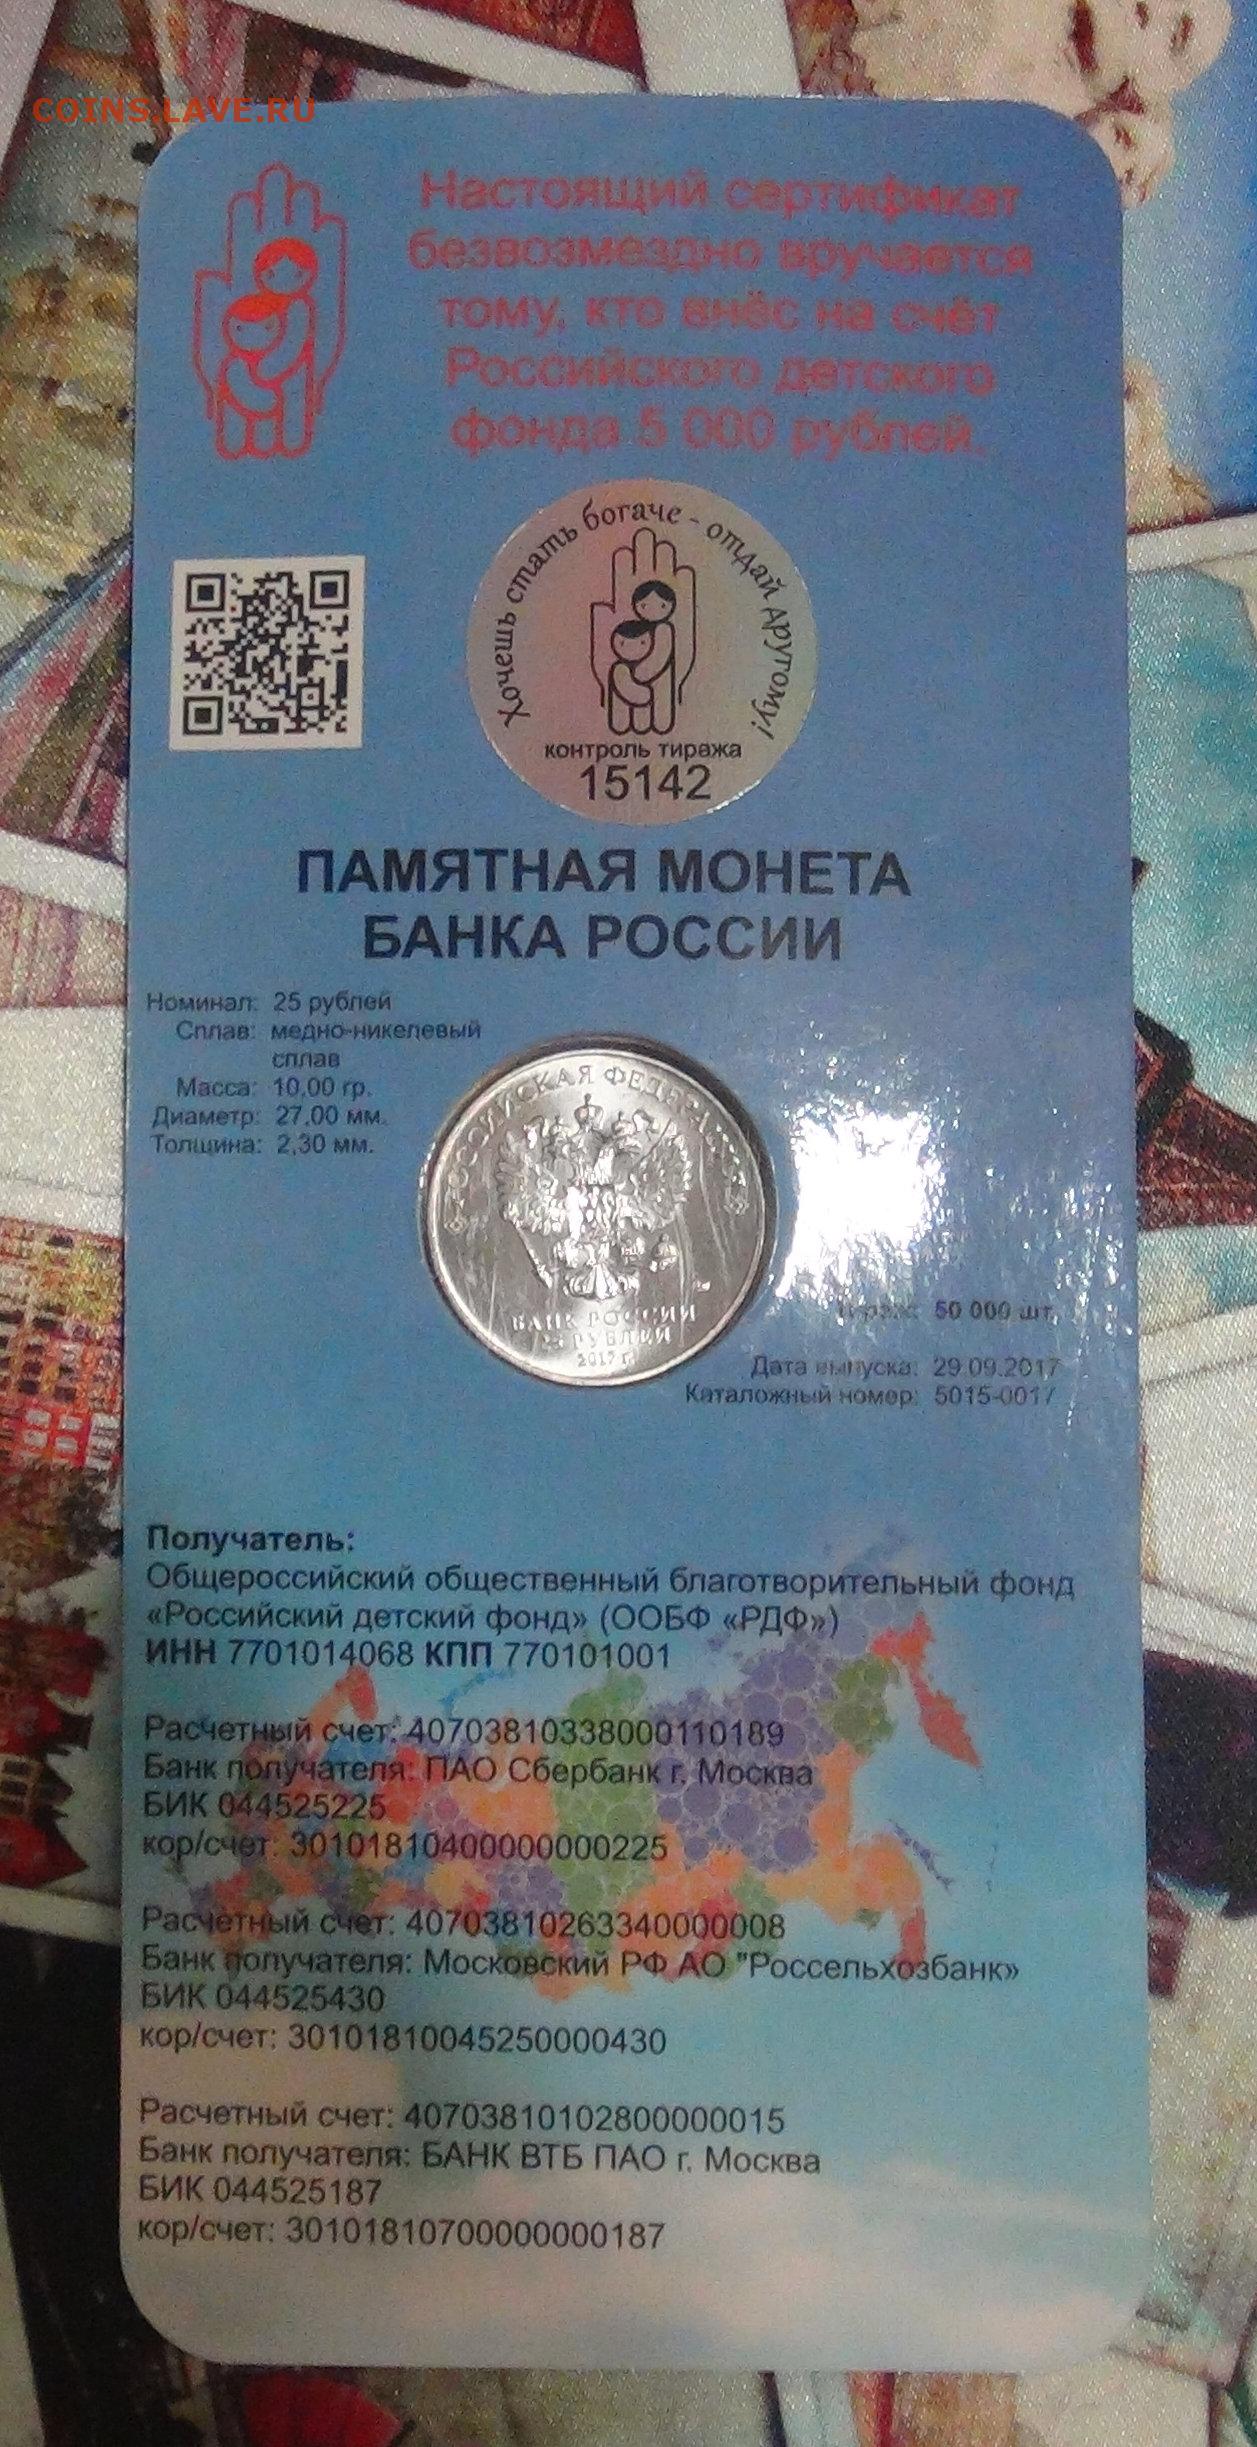 COINS.LAVE.RU
Настоящий сертификат
безвозмездно вручается
тому, кто внёс на счёт
Российского детского
фонда 5 000 рублей.
Хочешь стать богаче - отдай другому!
контроль тиража
15142
ПАМЯТНАЯ МОНЕТА
БАНКА РОССИИ
Номинал: 25 рублей
Сплав: медно-никелевый
сплав
Масса: 10,00 гр.
Диаметр: 27,00 мм.
Толщина: 2,30 мм.
РОССИЙСКАЯ
БАНК РОССИИ
25 РУБЛЕЙ
2017 г.
50 000 шт.
Дата выпуска: 29.09.2017
Каталожный номер: 5015-0017
Получатель:
Общероссийский общественный благотворительный фонд
«Российский детский фонд» (ООБФ «РДФ»)
ИНН 7701014068 КПП 770101001
Расчетный счет: 40703810338000110189
Банк получателя: ПАО Сбербанк г. Москва
БИК 044525225
кор/счет: 30101810400000000225
Расчетный счет: 40703810263340000008
Банк получателя: Московский РФ АО "Россельхозбанк»
БИК 044525430
кор/счет: 30101810045250000430
Расчетный счет: 40703810102800000015
Банк получателя: БАНК ВТБ ПАО г. Москва
БИК 044525187
кор/счет: 30101810700000000187